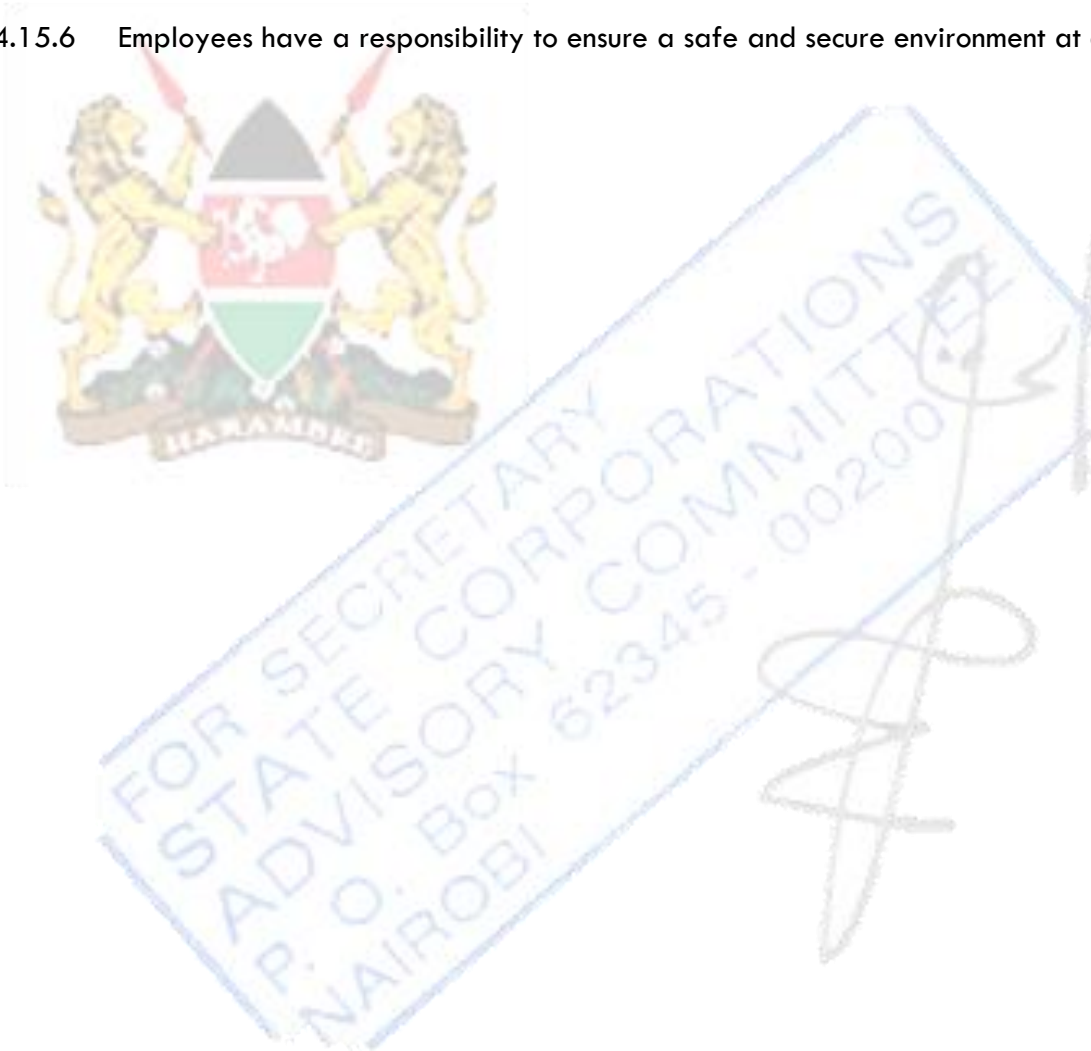 4.15.6 Employees have a responsibility to ensure a safe and secure environment at
HARAMBEE
FOR SECRETARY
STATE CORPORATIONS
ADVISORY COMMITTEE
P. O. Box 62345 - 00200
NAIROBI